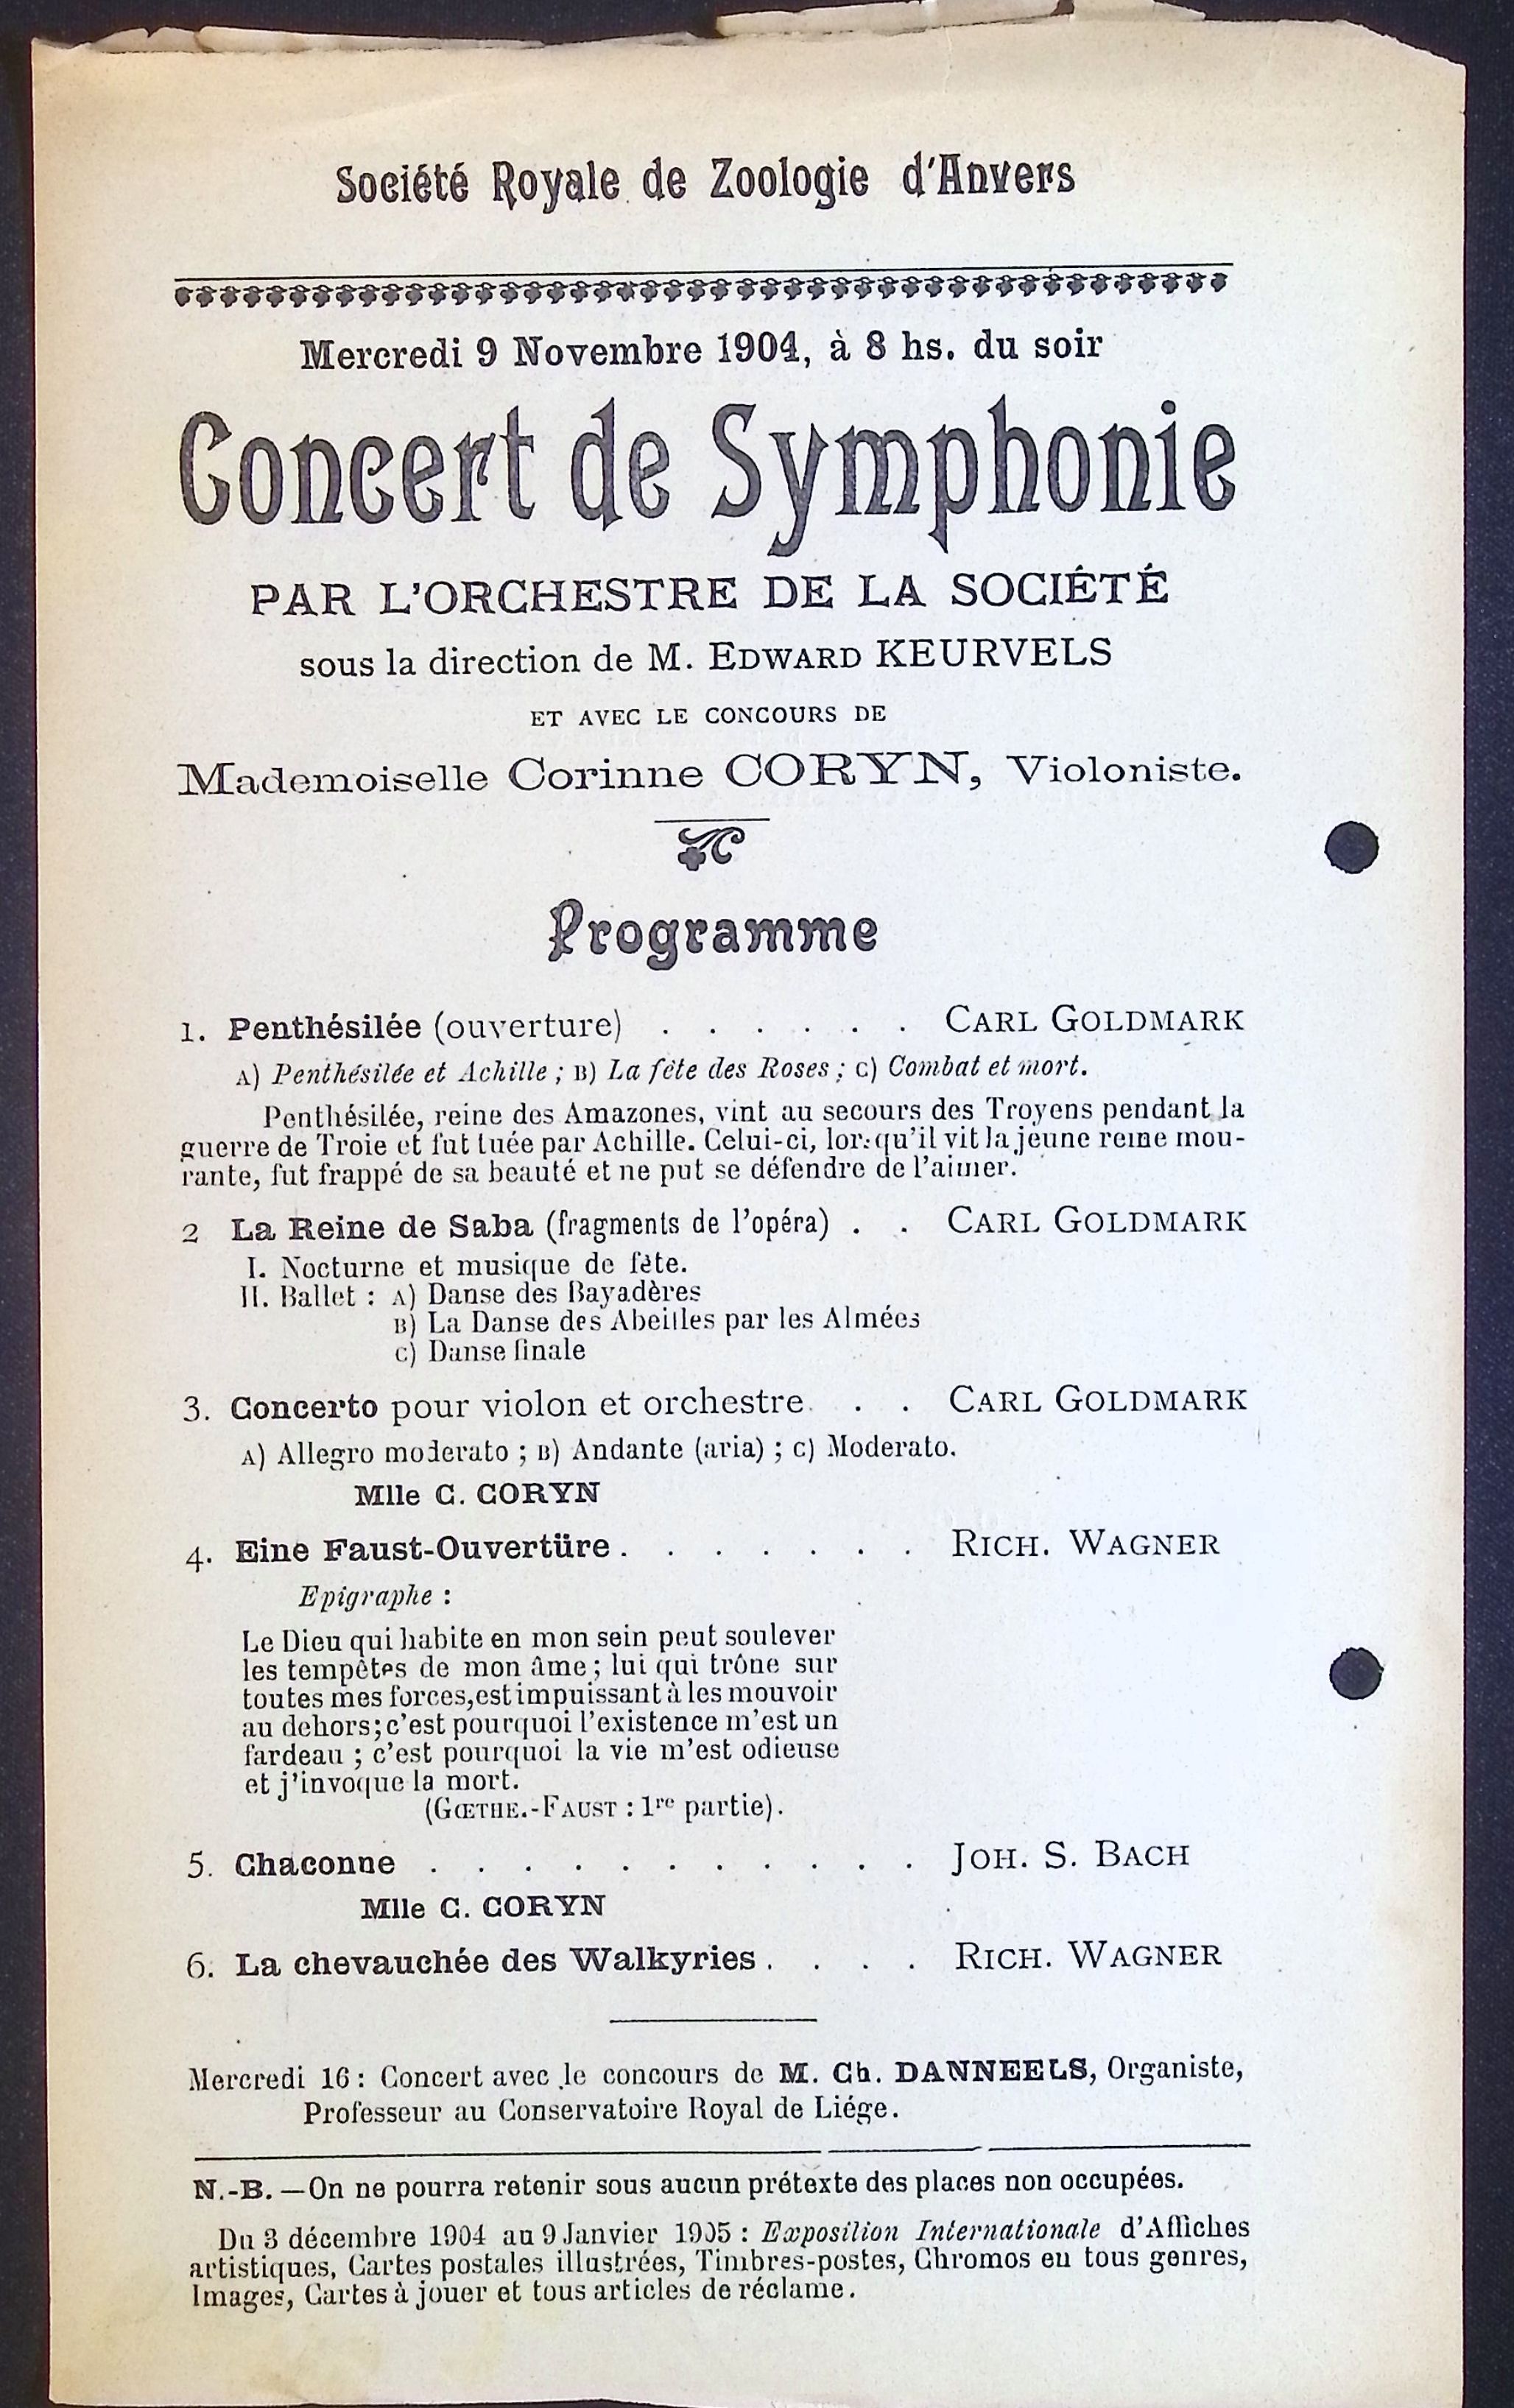 Société Royale de Zoologie d'Anvers
Mercredi 9 Novembre 1904, à 8 hs. du soir
Concert de Symphonie
PAR L'ORCHESTRE DE LA SOCIÉTÉ
sous la direction de M. EDWARD KEURVELS
ET AVEC LE CONCOURS DE
Mademoiselle Corinne CORYN, Violoniste.
Programme
1. Penthésilée (ouverture) . . . . . . CARL GOLDMARK
A) Penthésilée et Achille ; B) La fête des Roses ; C) Combat et mort.
Penthésilée, reine des Amazones, vint au secours des Troyens pendant la
guerre de Troie et fut tuée par Achille. Celui-ci, lorsqu'il vit la jeune reine mou-
rante, fut frappé de sa beauté et ne put se défendre de l'aimer.
2 La Reine de Saba (fragments de l'opéra) . . CARL GOLDMARK
I. Nocturne et musique de fête.
II. Ballet : A) Danse des Bayadères
B) La Danse des Abeilles par les Almées
C) Danse finale
3. Concerto pour violon et orchestre. . . CARL GOLDMARK
A) Allegro moderato ; B) Andante (aria) ; C) Moderato.
Mlle C. CORYN
4. Eine Faust-Ouvertüre . . . . . . . RICH. WAGNER
Epigraphe :
Le Dieu qui habite en mon sein peut soulever
les tempêtes de mon âme ; lui qui trône sur
toutes mes forces, est impuissant à les mouvoir
au dehors ; c'est pourquoi l'existence m'est un
fardeau ; c'est pourquoi la vie m'est odieuse
et j'invoque la mort.
(GŒTHE.-FAUST : 1re partie).
5. Chaconne . . . . . . . . . . . JOH. S. BACH
Mlle C. CORYN
6. La chevauchée des Walkyries . . . . RICH. WAGNER
Mercredi 16 : Concert avec le concours de M. Ch. DANNEELS, Organiste,
Professeur au Conservatoire Royal de Liége.
N.-B. — On ne pourra retenir sous aucun prétexte des places non occupées.
Du 3 décembre 1904 au 9 Janvier 1905 : Exposition Internationale d'Affiches
artistiques, Cartes postales illustrées, Timbres-postes, Chromos en tous genres,
Images, Cartes à jouer et tous articles de réclame.